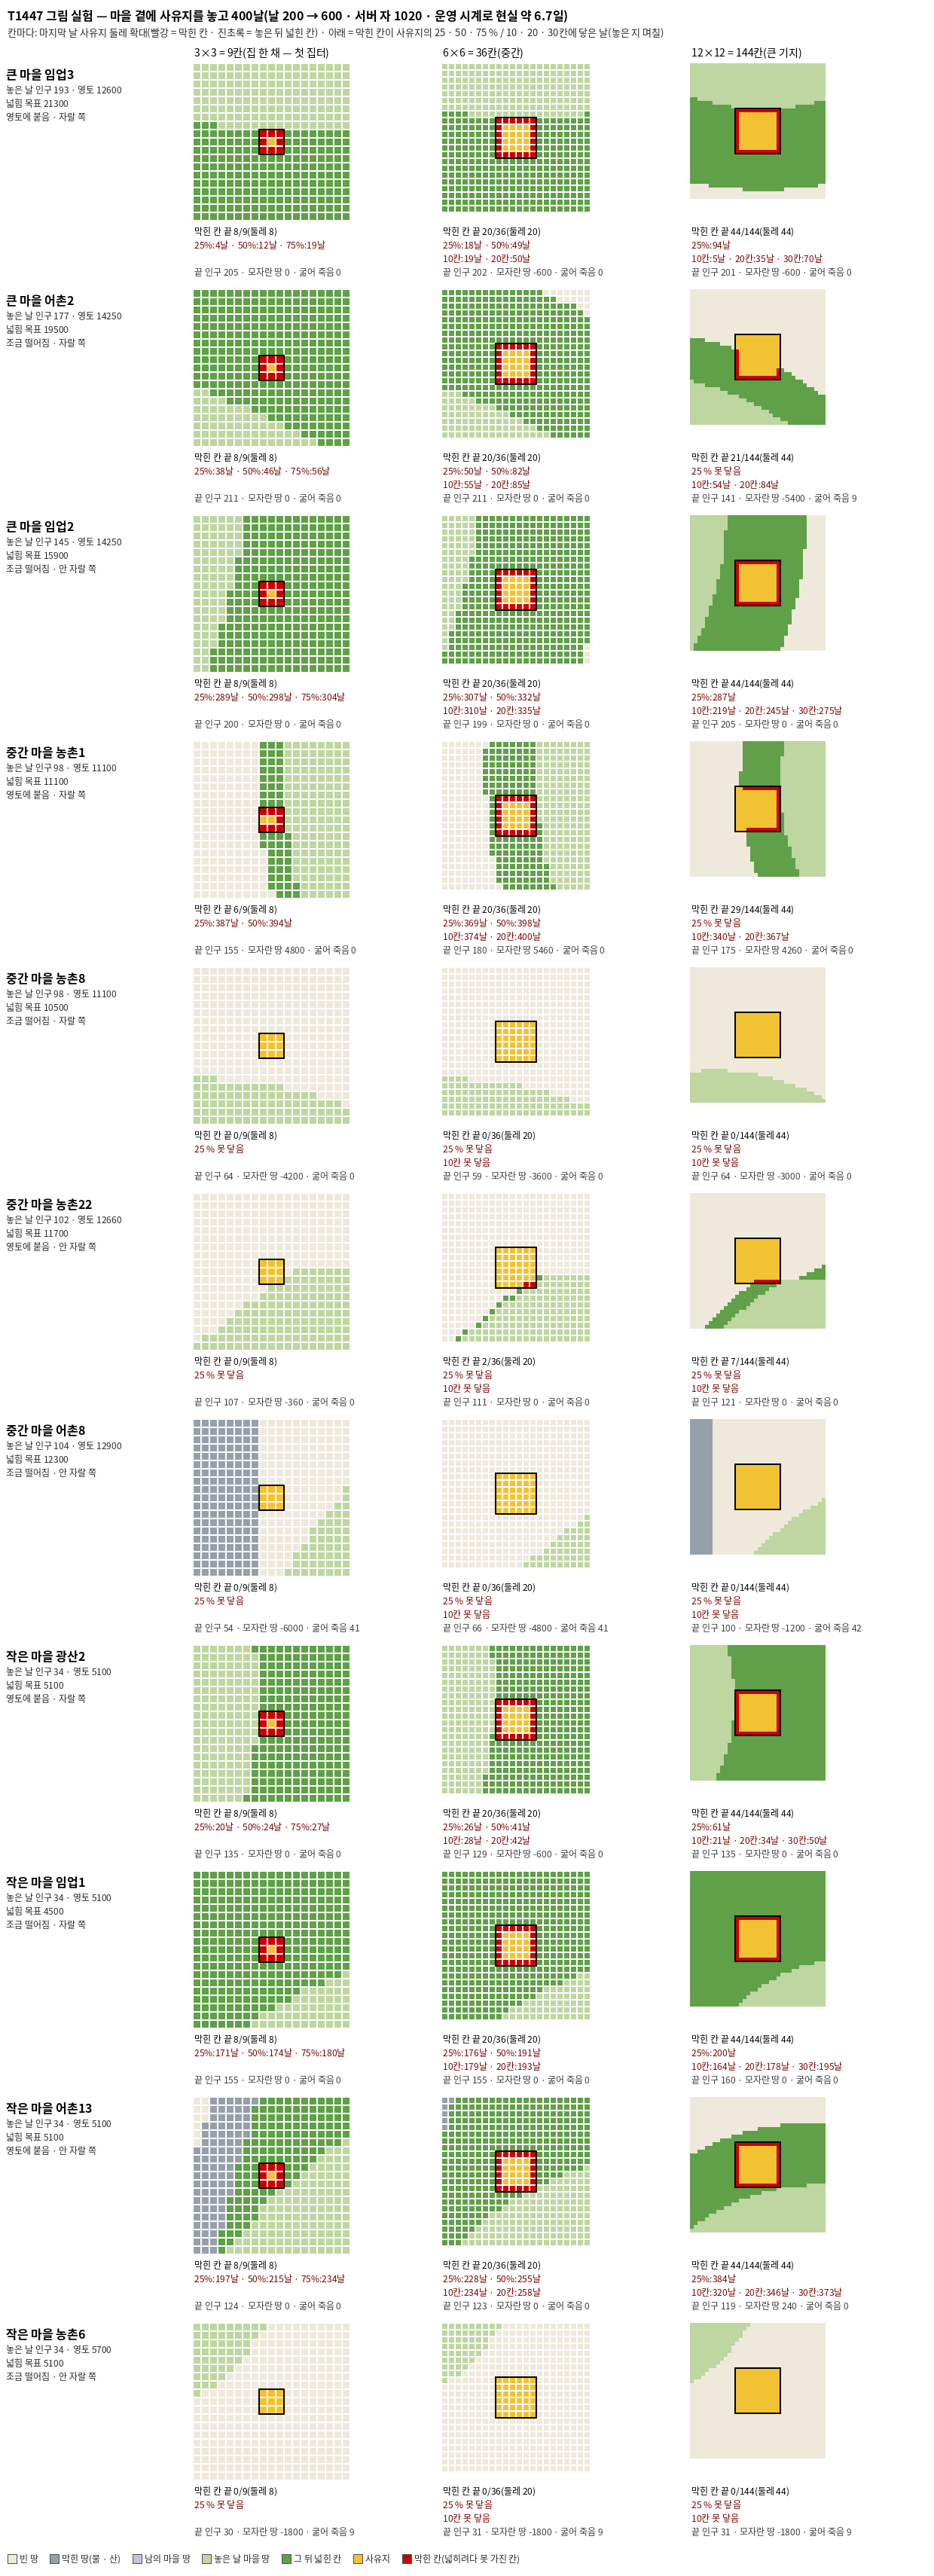 T1447 그림 실험 — 마을 곁에 사유지를 놓고 400날(날 200 → 600 · 서버 자 1020 · 운영 시계로 현실 약 6.7일)
칸마다: 마지막 날 사유지 둘레 확대(빨강 = 막힌 칸 · 진초록 = 놓은 뒤 넓힌 칸) · 아래 = 막힌 칸이 사유지의 25 · 50 · 75 % / 10 · 20 · 30칸에 닿은 날(놓은 지 며칠)
3×3 = 9칸(집 한 채 — 첫 집터)
6×6 = 36칸(중간)
12×12 = 144칸(큰 기지)
큰 마을 임업3
놓은 날 인구 193 · 영토 12600
넓힘 목표 21300
영토에 붙음 · 자랄 쪽
막힌 칸 끝 8/9(둘레 8)
25%:4날 · 50%:12날 · 75%:19날
끝 인구 205 · 모자란 땅 0 · 굶어 죽음 0
막힌 칸 끝 20/36(둘레 20)
25%:18날 · 50%:49날
10칸:19날 · 20칸:50날
끝 인구 202 · 모자란 땅 -600 · 굶어 죽음 0
막힌 칸 끝 44/144(둘레 44)
25%:94날
10칸:5날 · 20칸:35날 · 30칸:70날
끝 인구 201 · 모자란 땅 -600 · 굶어 죽음 0
큰 마을 어촌2
놓은 날 인구 177 · 영토 14250
넓힘 목표 19500
조금 떨어짐 · 자랄 쪽
막힌 칸 끝 8/9(둘레 8)
25%:38날 · 50%:46날 · 75%:56날
끝 인구 211 · 모자란 땅 0 · 굶어 죽음 0
막힌 칸 끝 20/36(둘레 20)
25%:50날 · 50%:82날
10칸:55날 · 20칸:85날
끝 인구 211 · 모자란 땅 0 · 굶어 죽음 0
막힌 칸 끝 21/144(둘레 44)
25 % 못 닿음
10칸:54날 · 20칸:84날
끝 인구 141 · 모자란 땅 -5400 · 굶어 죽음 9
큰 마을 임업2
놓은 날 인구 145 · 영토 14250
넓힘 목표 15900
조금 떨어짐 · 안 자랄 쪽
막힌 칸 끝 8/9(둘레 8)
25%:289날 · 50%:298날 · 75%:304날
끝 인구 200 · 모자란 땅 0 · 굶어 죽음 0
막힌 칸 끝 20/36(둘레 20)
25%:307날 · 50%:332날
10칸:310날 · 20칸:335날
끝 인구 199 · 모자란 땅 0 · 굶어 죽음 0
막힌 칸 끝 44/144(둘레 44)
25%:287날
10칸:219날 · 20칸:245날 · 30칸:275날
끝 인구 205 · 모자란 땅 0 · 굶어 죽음 0
중간 마을 농촌1
놓은 날 인구 98 · 영토 11100
넓힘 목표 11100
영토에 붙음 · 자랄 쪽
막힌 칸 끝 6/9(둘레 8)
25%:387날 · 50%:394날
끝 인구 155 · 모자란 땅 4800 · 굶어 죽음 0
막힌 칸 끝 20/36(둘레 20)
25%:369날 · 50%:398날
10칸:374날 · 20칸:400날
끝 인구 180 · 모자란 땅 5460 · 굶어 죽음 0
막힌 칸 끝 29/144(둘레 44)
25 % 못 닿음
10칸:340날 · 20칸:367날
끝 인구 175 · 모자란 땅 4260 · 굶어 죽음 0
중간 마을 농촌8
놓은 날 인구 98 · 영토 11100
넓힘 목표 10500
조금 떨어짐 · 자랄 쪽
막힌 칸 끝 0/9(둘레 8)
25 % 못 닿음
끝 인구 64 · 모자란 땅 -4200 · 굶어 죽음 0
막힌 칸 끝 0/36(둘레 20)
25 % 못 닿음
10칸 못 닿음
끝 인구 59 · 모자란 땅 -3600 · 굶어 죽음 0
막힌 칸 끝 0/144(둘레 44)
25 % 못 닿음
10칸 못 닿음
끝 인구 64 · 모자란 땅 -3000 · 굶어 죽음 0
중간 마을 농촌22
놓은 날 인구 102 · 영토 12660
넓힘 목표 11700
영토에 붙음 · 안 자랄 쪽
막힌 칸 끝 0/9(둘레 8)
25 % 못 닿음
끝 인구 107 · 모자란 땅 -360 · 굶어 죽음 0
막힌 칸 끝 2/36(둘레 20)
25 % 못 닿음
10칸 못 닿음
끝 인구 111 · 모자란 땅 0 · 굶어 죽음 0
막힌 칸 끝 7/144(둘레 44)
25 % 못 닿음
10칸 못 닿음
끝 인구 121 · 모자란 땅 0 · 굶어 죽음 0
중간 마을 어촌8
놓은 날 인구 104 · 영토 12900
넓힘 목표 12300
조금 떨어짐 · 안 자랄 쪽
막힌 칸 끝 0/9(둘레 8)
25 % 못 닿음
끝 인구 54 · 모자란 땅 -6000 · 굶어 죽음 41
막힌 칸 끝 0/36(둘레 20)
25 % 못 닿음
10칸 못 닿음
끝 인구 66 · 모자란 땅 -4800 · 굶어 죽음 41
막힌 칸 끝 0/144(둘레 44)
25 % 못 닿음
10칸 못 닿음
끝 인구 100 · 모자란 땅 -1200 · 굶어 죽음 42
작은 마을 광산2
놓은 날 인구 34 · 영토 5100
넓힘 목표 5100
영토에 붙음 · 자랄 쪽
막힌 칸 끝 8/9(둘레 8)
25%:20날 · 50%:24날 · 75%:27날
끝 인구 135 · 모자란 땅 0 · 굶어 죽음 0
막힌 칸 끝 20/36(둘레 20)
25%:26날 · 50%:41날
10칸:28날 · 20칸:42날
끝 인구 129 · 모자란 땅 -600 · 굶어 죽음 0
막힌 칸 끝 44/144(둘레 44)
25%:61날
10칸:21날 · 20칸:34날 · 30칸:50날
끝 인구 135 · 모자란 땅 0 · 굶어 죽음 0
작은 마을 임업1
놓은 날 인구 34 · 영토 5100
넓힘 목표 4500
조금 떨어짐 · 자랄 쪽
막힌 칸 끝 8/9(둘레 8)
25%:171날 · 50%:174날 · 75%:180날
끝 인구 155 · 모자란 땅 0 · 굶어 죽음 0
막힌 칸 끝 20/36(둘레 20)
25%:176날 · 50%:191날
10칸:179날 · 20칸:193날
끝 인구 155 · 모자란 땅 0 · 굶어 죽음 0
막힌 칸 끝 44/144(둘레 44)
25%:200날
10칸:164날 · 20칸:178날 · 30칸:195날
끝 인구 160 · 모자란 땅 0 · 굶어 죽음 0
작은 마을 어촌13
놓은 날 인구 34 · 영토 5100
넓힘 목표 5100
영토에 붙음 · 안 자랄 쪽
막힌 칸 끝 8/9(둘레 8)
25%:197날 · 50%:215날 · 75%:234날
끝 인구 124 · 모자란 땅 0 · 굶어 죽음 0
막힌 칸 끝 20/36(둘레 20)
25%:228날 · 50%:255날
10칸:234날 · 20칸:258날
끝 인구 123 · 모자란 땅 0 · 굶어 죽음 0
막힌 칸 끝 44/144(둘레 44)
25%:384날
10칸:320날 · 20칸:346날 · 30칸:373날
끝 인구 119 · 모자란 땅 240 · 굶어 죽음 0
작은 마을 농촌6
놓은 날 인구 34 · 영토 5700
넓힘 목표 5100
조금 떨어짐 · 안 자랄 쪽
막힌 칸 끝 0/9(둘레 8)
25 % 못 닿음
끝 인구 30 · 모자란 땅 -1800 · 굶어 죽음 9
막힌 칸 끝 0/36(둘레 20)
25 % 못 닿음
10칸 못 닿음
끝 인구 31 · 모자란 땅 -1800 · 굶어 죽음 9
막힌 칸 끝 0/144(둘레 44)
25 % 못 닿음
10칸 못 닿음
끝 인구 31 · 모자란 땅 -1800 · 굶어 죽음 9
빈 땅 막힌 땅(물 · 산) 남의 마을 땅 놓은 날 마을 땅 그 뒤 넓힌 칸 사유지 막힌 칸(넓히려다 못 가진 칸)